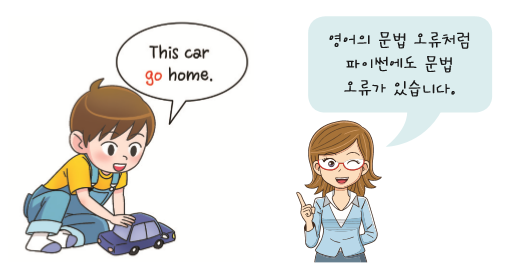 This car
go home.
영어의 문법 오류처럼
파이썬에도 문법
오류가 있습니다.